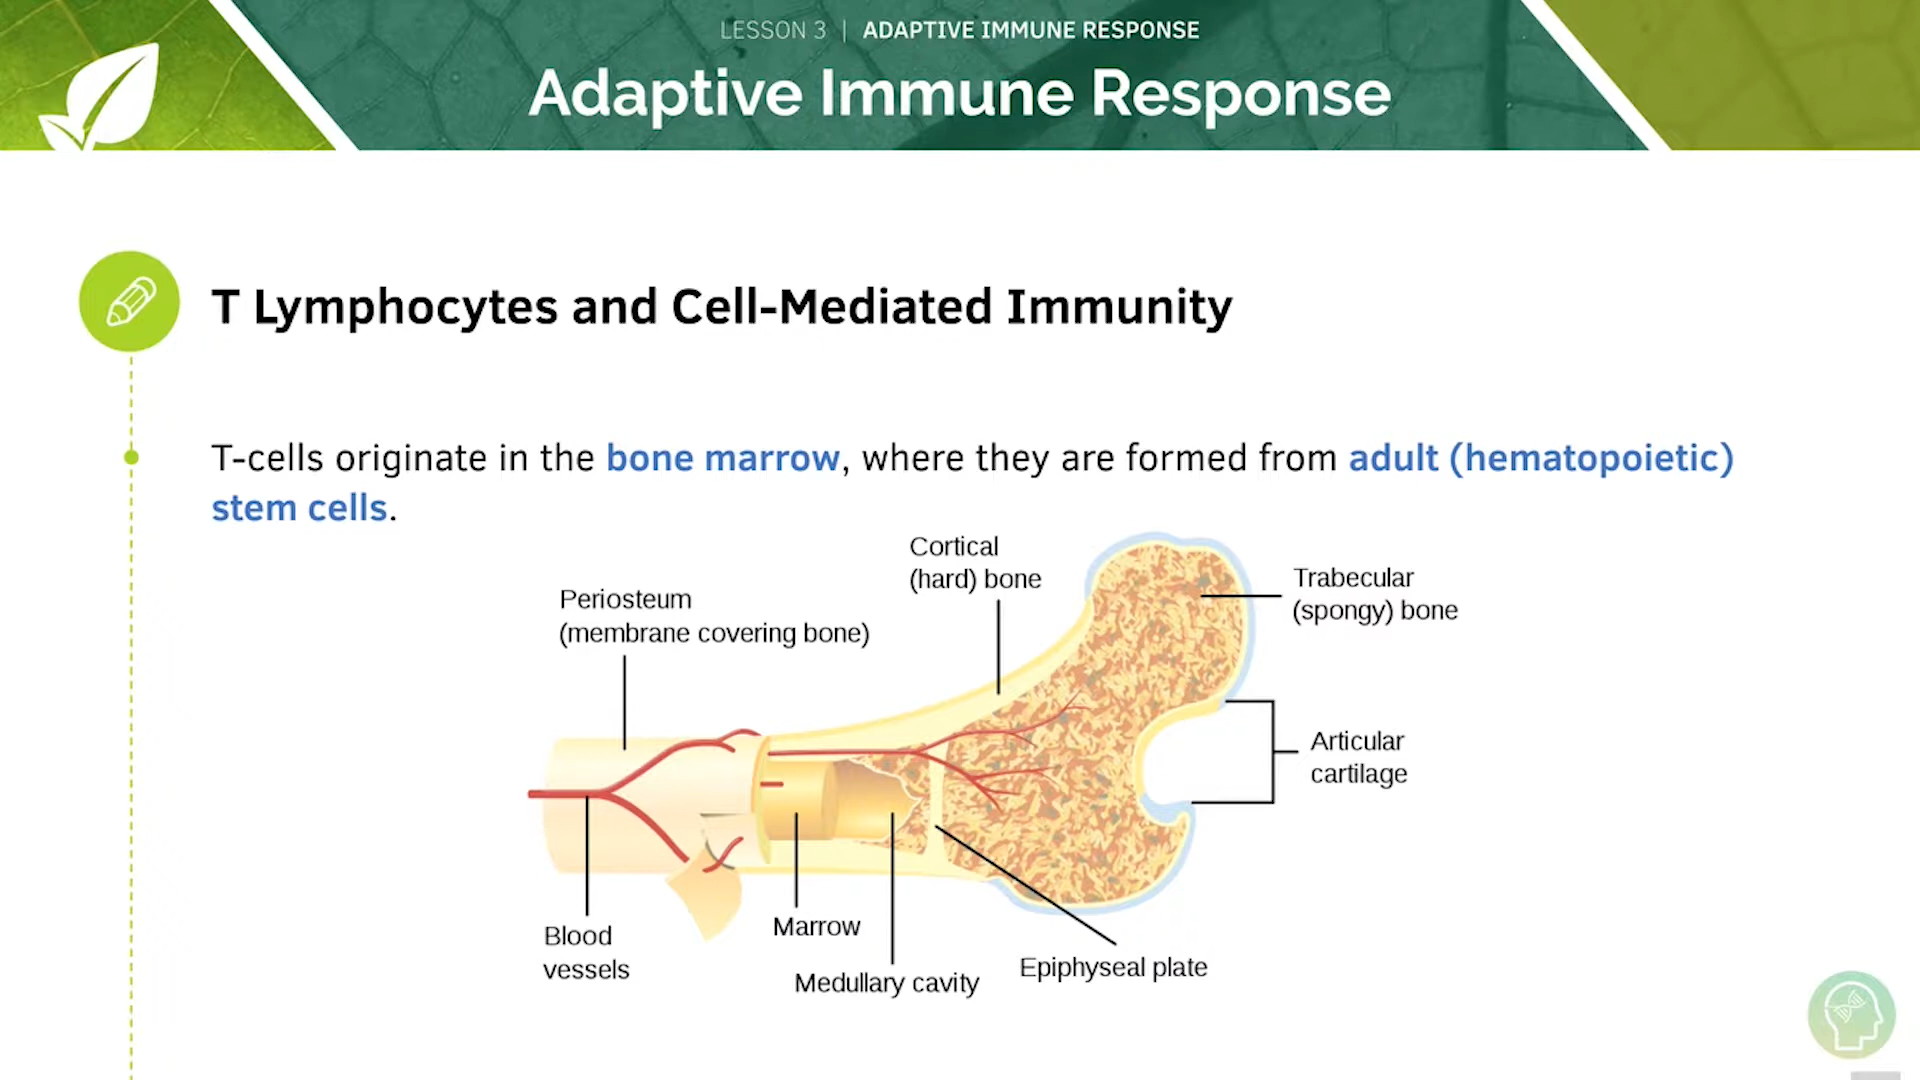 LESSON 3 | ADAPTIVE IMMUNE RESPONSE
Adaptive Immune Response
T Lymphocytes and Cell-Mediated Immunity
T-cells originate in the bone marrow, where they are formed from adult (hematopoietic)
stem cells.
Cortical
(hard) bone
Trabecular
(spongy) bone
Periosteum
(membrane covering bone)
Articular
cartilage
Blood
vessels
Marrow
Medullary cavity
Epiphyseal plate